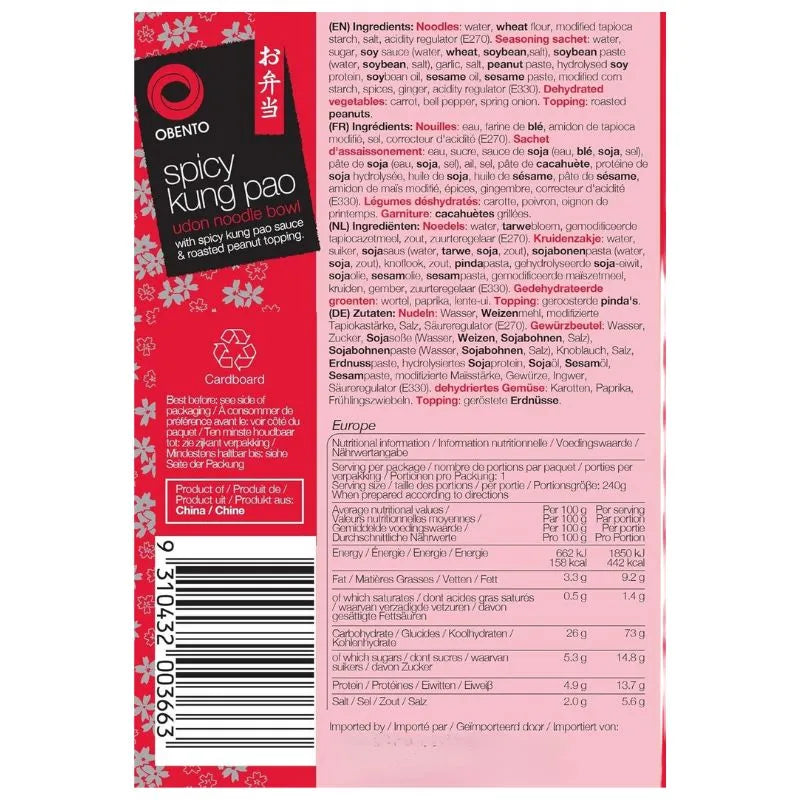 お弁当
OBENTO
spicy
kung pao
udon noodle bowl
with spicy kung pao sauce
& roasted peanut topping.
Cardboard
Best before: see side of
packaging / A consommer de
préférence avant le: voir côté du
paquet / Ten minste houdbaar
tot: zie zijkant verpakking /
Mindestens haltbar bis: siehe
Seite der Packung
Product of / Produit de /
Product uit / Produkt aus:
China / Chine
9 310432 003663
(EN) Ingredients: Noodles: water, wheat flour, modified tapioca
starch, salt, acidity regulator (E270). Seasoning sachet: water,
sugar, soy sauce (water, wheat, soybean,salt), soybean paste
(water, soybean, salt), garlic, salt, peanut paste, hydrolysed soy
protein, soybean oil, sesame oil, sesame paste, modified corn
starch, spices, ginger, acidity regulator (E330). Dehydrated
vegetables: carrot, bell pepper, spring onion. Topping: roasted
peanuts.
(FR) Ingrédients: Nouilles: eau, farine de blé, amidon de tapioca
modifié, sel, correcteur d'acidité (E270). Sachet
d'assaisonnement: eau, sucre, sauce de soja (eau, blé, soja, sel),
pâte de soja (eau, soja, sel), ail, sel, pâte de cacahuète, protéine de
soja hydrolysée, huile de soja, huile de sésame, pâte de sésame,
amidon de maïs modifié, épices, gingembre, correcteur d'acidité
(E330). Légumes déshydratés: carotte, poivron, oignon de
printemps. Garniture: cacahuètes grillées.
(NL) Ingrediënten: Noedels: water, tarwebloem, gemodificeerde
tapiocazetmeel, zout, zuurteregelaar (E270). Kruidenzakje: water,
suiker, sojasaus (water, tarwe, soja, zout), sojabonenpasta (water,
soja, zout), knoflook, zout, pindapasta, gehydrolyseerde soja-eiwit,
sojaolie, sesamolie, sesampasta, gemodificeerde maiszetmeel,
kruiden, gember, zuurteregelaar (E330). Gedehydrateerde
groenten: wortel, paprika, lente-ui. Topping: geroosterde pinda's.
(DE) Zutaten: Nudeln: Wasser, Weizenmehl, modifizierte
Tapiokastärke, Salz, Säureregulator (E270). Gewürzbeutel: Wasser,
Zucker, Sojasoße (Wasser, Weizen, Sojabohnen, Salz),
Sojabohnenpaste (Wasser, Sojabohnen, Salz), Knoblauch, Salz,
Erdnusspaste, hydrolysiertes Sojaprotein, Sojaöl, Sesamöl,
Sesampaste, modifizierte Maisstärke, Gewürze, Ingwer,
Säureregulator (E330). dehydriertes Gemüse: Karotten, Paprika,
Frühlingszwiebeln. Topping: geröstete Erdnüsse.
Europe
Nutritional information / Information nutritionnelle / Voedingswaarde /
Nährwertangabe
Serving per package / nombre de portions par paquet / porties per
verpakking / Portionen pro Packung: 1
Serving size / taille des portions / per portie / Portionsgröße: 240g
When prepared according to directions
Average nutritional values / Per 100 g Per serving
Valeurs nutritionnelles moyennes / Par 100 g Par portion
Gemiddelde voedingswaarde / Per 100 g Per portie
Durchschnittliche Nährwerte Pro 100 g Pro Portion
Energy / Énergie / Energie / Energie 662 kJ 1850 kJ
158 kcal 442 kcal
Fat / Matières Grasses / Vetten / Fett 3.3 g 9.2 g
of which saturates / dont acides gras saturés 0.5 g 1.4 g
/ waarvan verzadigde vetzuren / davon
gesättigte Fettsäuren
Carbohydrate / Glucides / Koolhydraten / 26 g 73 g
Kohlenhydrate
of which sugars / dont sucres / waarvan 5.3 g 14.8 g
suikers / davon Zucker
Protein / Protéines / Eiwitten / Eiweiß 4.9 g 13.7 g
Salt / Sel / Zout / Salz 2.0 g 5.6 g
Imported by / Importé par / Geïmporteerd door / Importiert von: